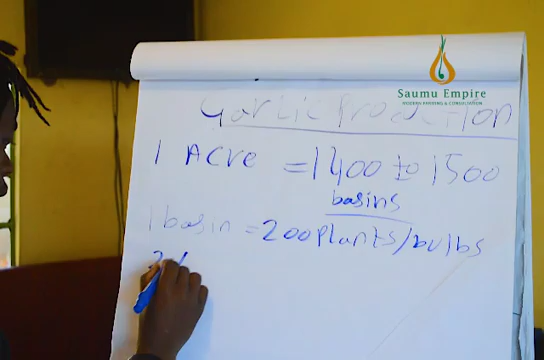 Saumu Empire
MODERN FARMING & CONSULTATION
Garlic Production
1 Acre = 1400 to 1500
basins
1 basin = 200 plants/bulbs